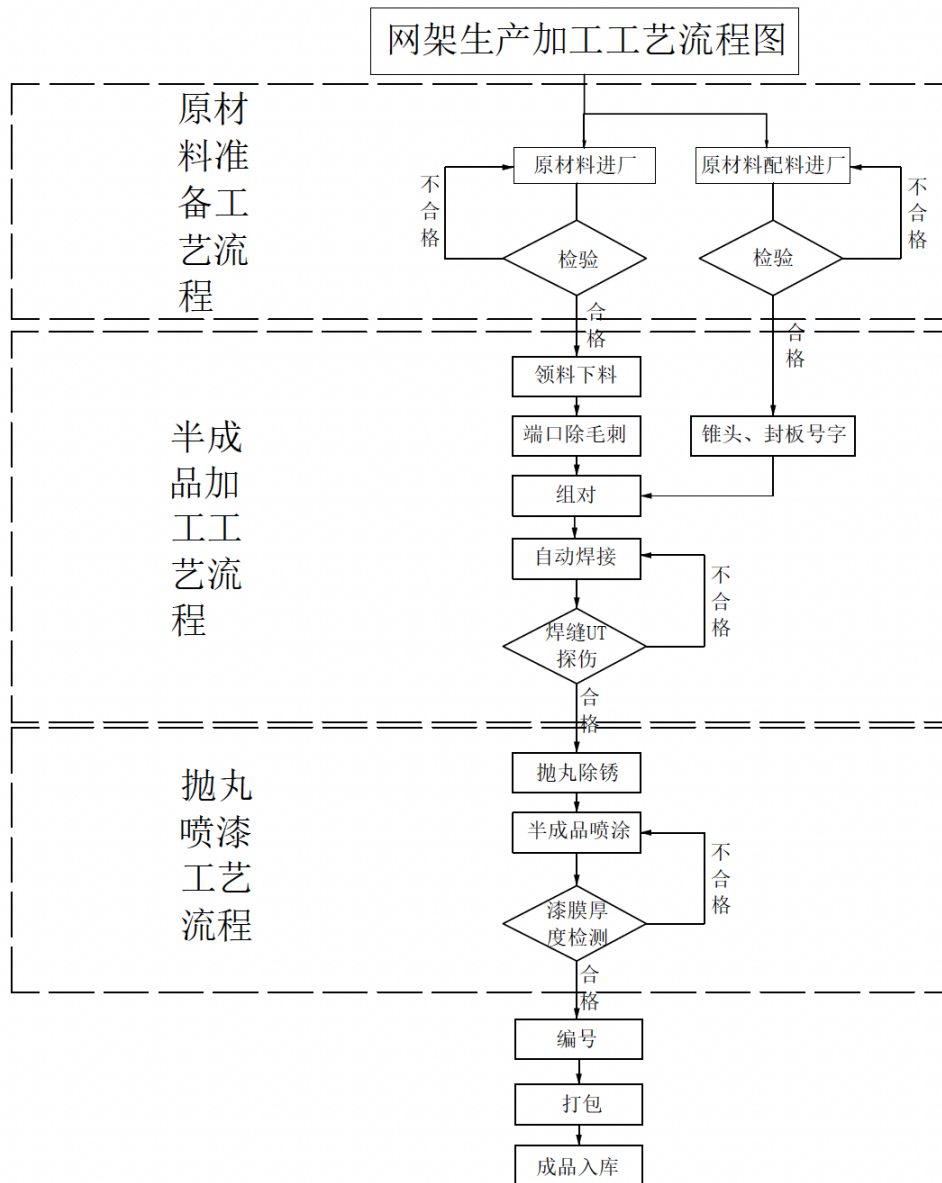 网架生产加工工艺流程图
原材
料准
备工
艺流
程
原材料进厂
原材料配料进厂
不合格
不合格
检验
检验
合格
合格
半成
品加
工工
艺流
程
领料下料
端口除毛刺
锥头、封板号字
组对
自动焊接
不合格
焊缝UT
探伤
合格
抛丸
喷漆
工艺
流程
抛丸除锈
半成品喷涂
不合格
漆膜厚
度检测
合格
编号
打包
成品入库